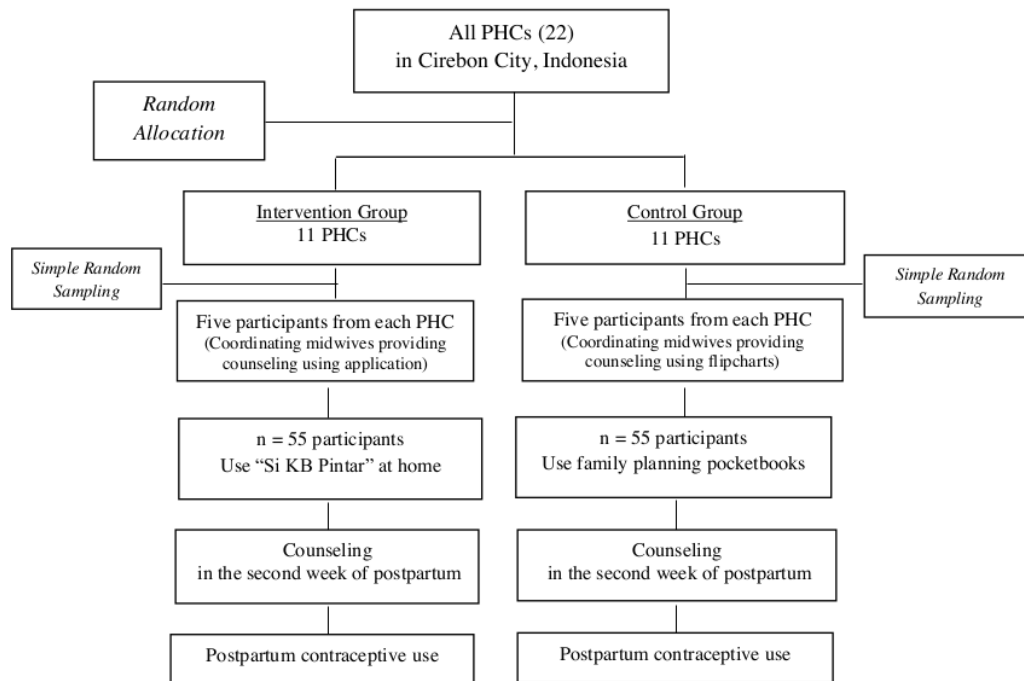 All PHCs (22)
in Cirebon City, Indonesia
Random
Allocation
Intervention Group
11 PHCs
Control Group
11 PHCs
Simple Random
Sampling
Simple Random
Sampling
Five participants from each PHC
(Coordinating midwives providing
counseling using application)
Five participants from each PHC
(Coordinating midwives providing
counseling using flipcharts)
n = 55 participants
Use “Si KB Pintar” at home
n = 55 participants
Use family planning pocketbooks
Counseling
in the second week of postpartum
Counseling
in the second week of postpartum
Postpartum contraceptive use
Postpartum contraceptive use